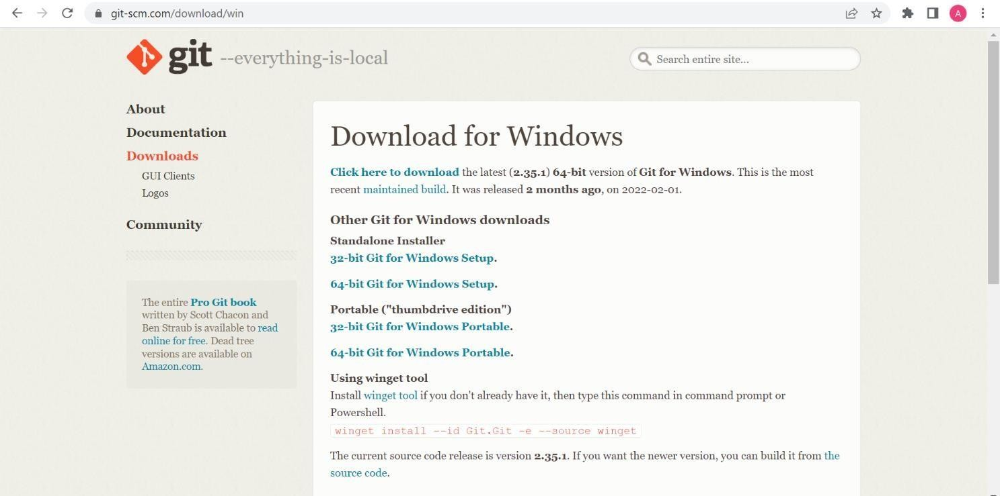 git-scm.com/download/win
A
git --everything-is-local
Search entire site...
About
Documentation
Downloads
GUI Clients
Logos
Community
The entire Pro Git book
written by Scott Chacon and
Ben Straub is available to read
online for free. Dead tree
versions are available on
Amazon.com.
Download for Windows
Click here to download the latest (2.35.1) 64-bit version of Git for Windows. This is the most
recent maintained build. It was released 2 months ago, on 2022-02-01.
Other Git for Windows downloads
Standalone Installer
32-bit Git for Windows Setup.
64-bit Git for Windows Setup.
Portable ("thumbdrive edition")
32-bit Git for Windows Portable.
64-bit Git for Windows Portable.
Using winget tool
Install winget tool if you don't already have it, then type this command in command prompt or
Powershell.
winget install --id Git.Git -e --source winget
The current source code release is version 2.35.1. If you want the newer version, you can build it from the
source code.